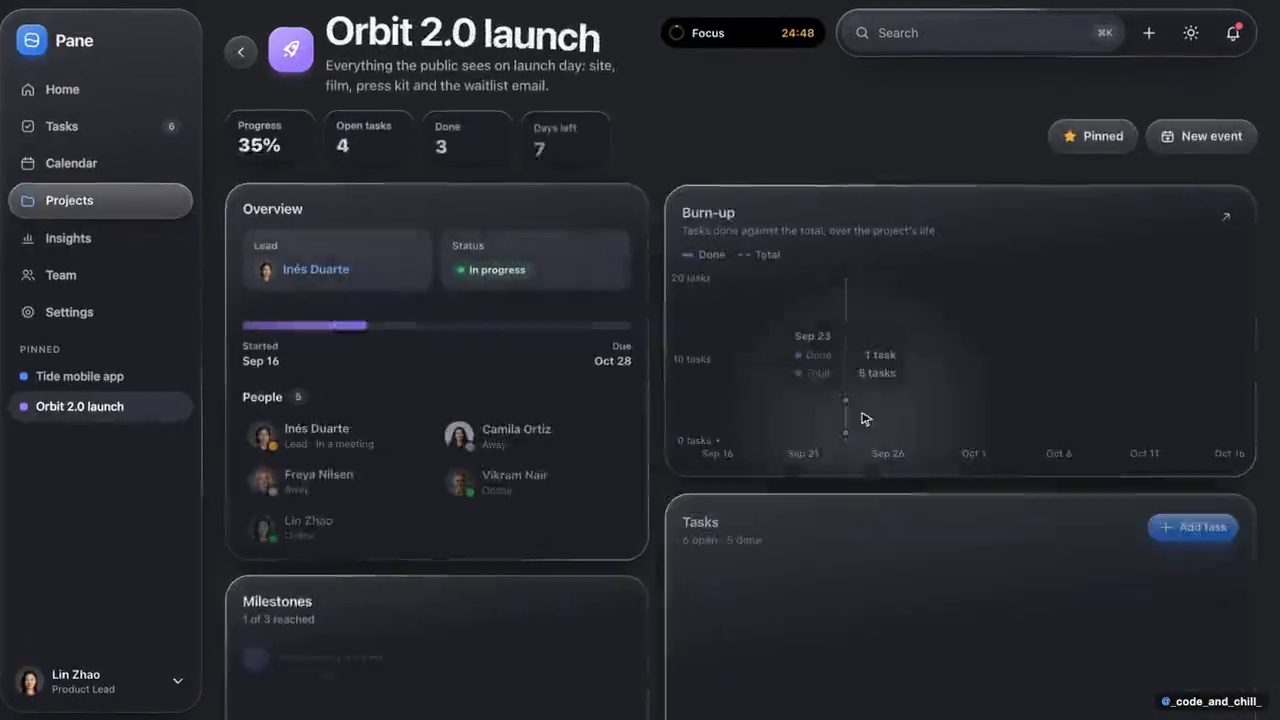 Pane
Home
Tasks 6
Calendar
Projects
Insights
Team
Settings
PINNED
Tide mobile app
Orbit 2.0 launch
Lin Zhao
Product Lead
Orbit 2.0 launch
Everything the public sees on launch day: site,
film, press kit and the waitlist email.
Focus 24:48
Search ⌘K
Progress
35%
Open tasks
4
Done
3
Days left
7
Pinned
New event
Overview
Lead
Inés Duarte
Status
In progress
Started
Sep 16
Due
Oct 28
People 5
Inés Duarte
Lead · In a meeting
Camila Ortiz
Away
Freya Nilsen
Away
Vikram Nair
Online
Lin Zhao
Online
Milestones
1 of 3 reached
Burn-up
Tasks done against the total, over the project's life.
Done Total
20 tasks
10 tasks
0 tasks
Sep 23
Done 1 task
Total 5 tasks
Sep 16 Sep 21 Sep 26 Oct 1 Oct 6 Oct 11 Oct 16
Tasks
6 open · 5 done
+ Add Task
@_code_and_chill_